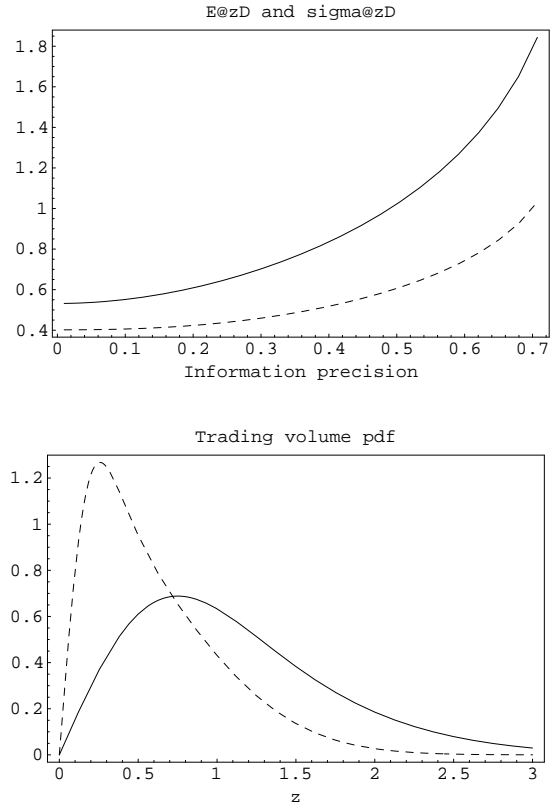 E@zD and sigma@zD
1.8
1.6
1.4
1.2
1
0.8
0.6
0.4
0 0.1 0.2 0.3 0.4 0.5 0.6 0.7
Information precision
Trading volume pdf
1.2
1
0.8
0.6
0.4
0.2
0
0 0.5 1 1.5 2 2.5 3
z